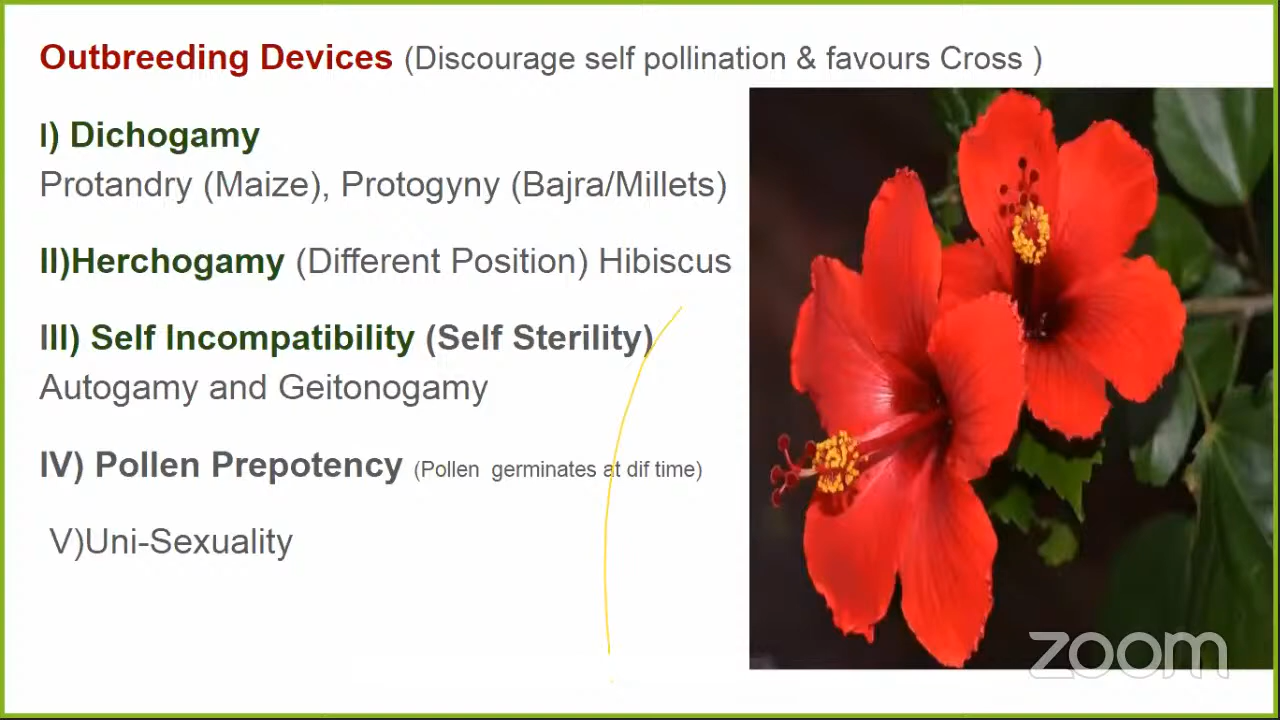 Outbreeding Devices (Discourage self pollination & favours Cross )
I) Dichogamy
Protandry (Maize), Protogyny (Bajra/Millets)
II)Herchogamy (Different Position) Hibiscus
III) Self Incompatibility (Self Sterility)
Autogamy and Geitonogamy
IV) Pollen Prepotency (Pollen germinates at dif time)
V)Uni-Sexuality
zoom